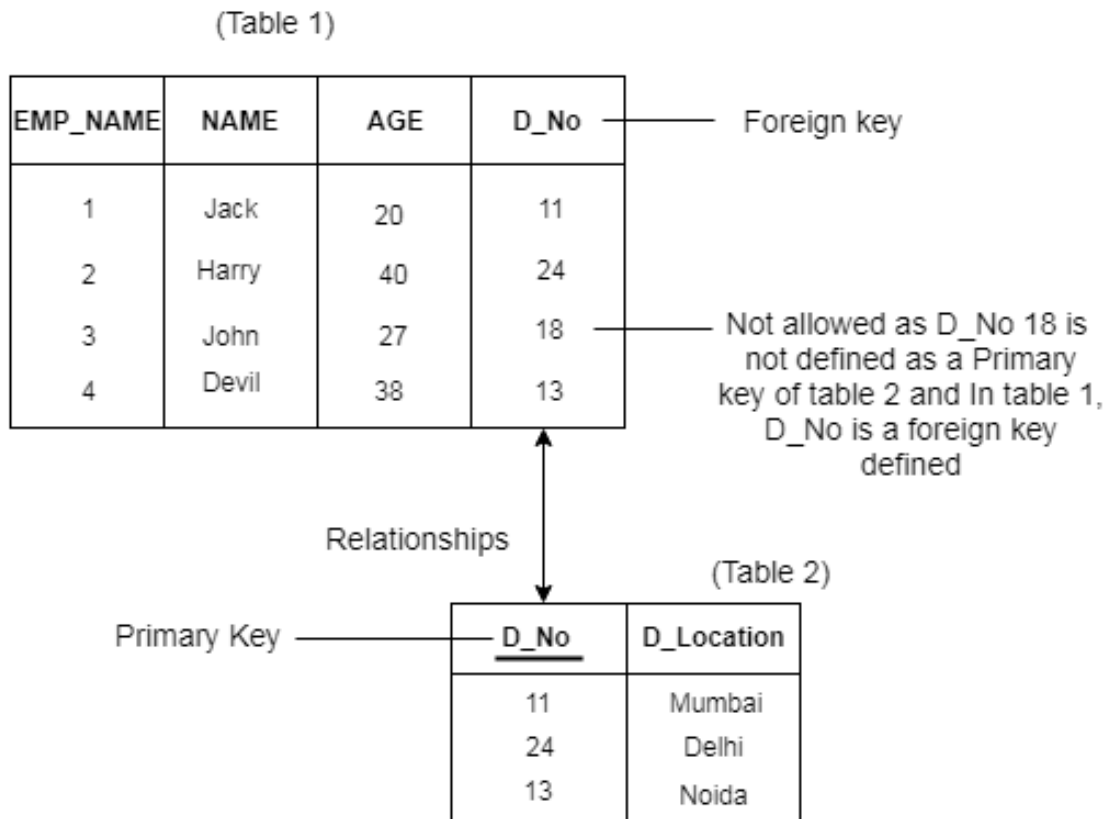 (Table 1)
EMP_NAME NAME AGE D_No Foreign key
1 Jack 20 11
2 Harry 40 24
3 John 27 18
4 Devil 38 13
Not allowed as D_No 18 is
not defined as a Primary
key of table 2 and In table 1,
D_No is a foreign key
defined
Relationships
(Table 2)
Primary Key D_No D_Location
11 Mumbai
24 Delhi
13 Noida